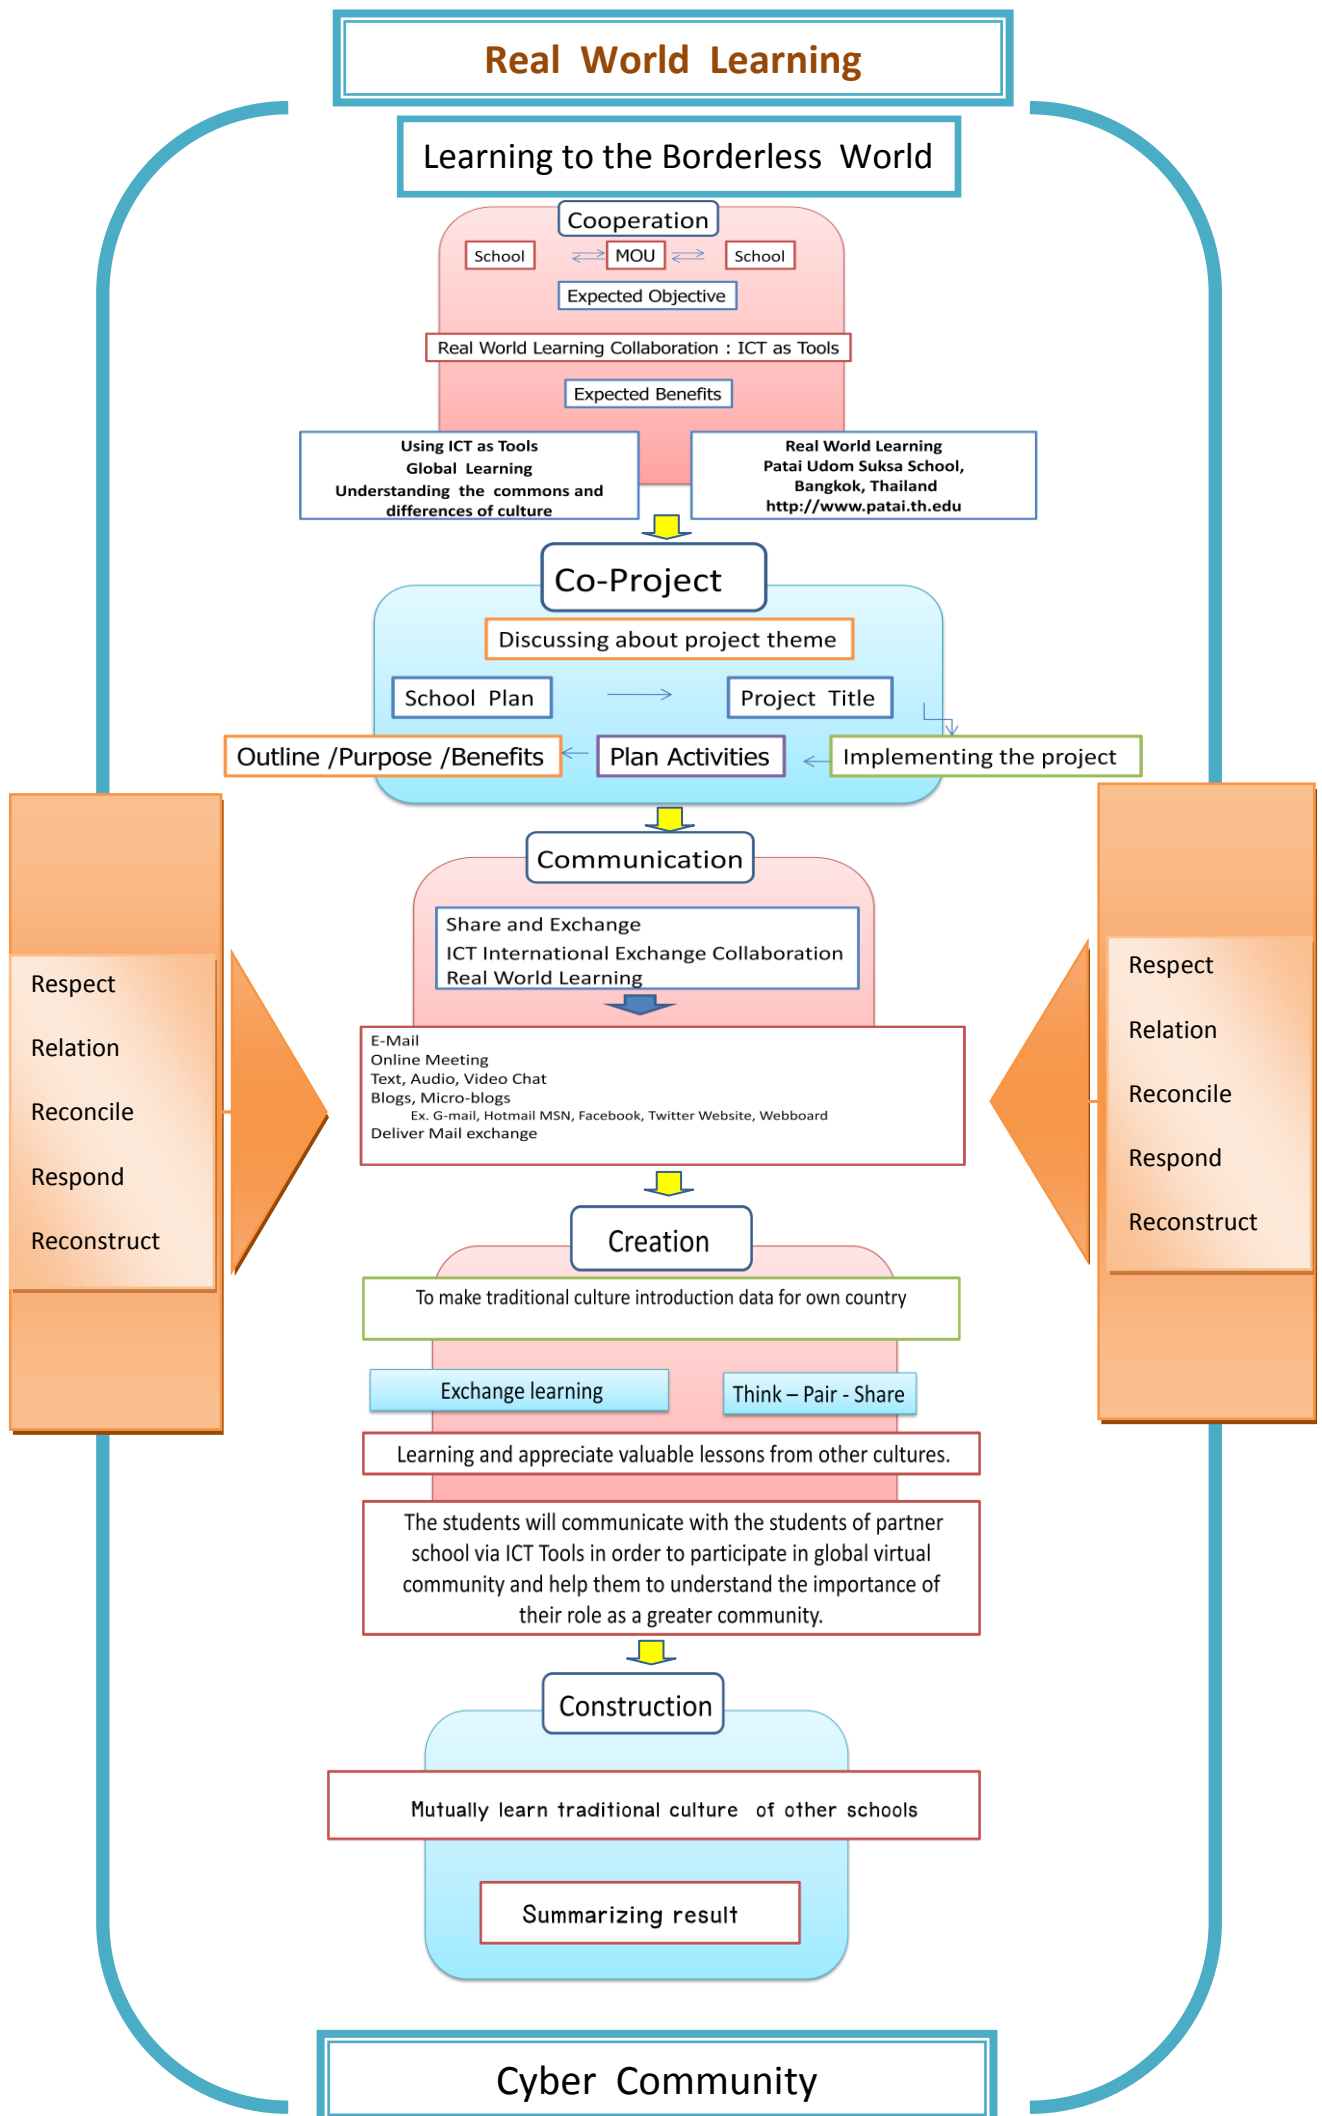 Real World Learning
Learning to the Borderless World
Cooperation
School
MOU
School
Expected Objective
Real World Learning Collaboration : ICT as Tools
Expected Benefits
Using ICT as Tools
Global Learning
Understanding the commons and
differences of culture
Real World Learning
Patai Udom Suksa School,
Bangkok, Thailand
http://www.patai.th.edu
Co-Project
Discussing about project theme
School Plan
Project Title
Outline /Purpose /Benefits
Plan Activities
Implementing the project
Communication
Share and Exchange
ICT International Exchange Collaboration
Real World Learning
E-Mail
Online Meeting
Text, Audio, Video Chat
Blogs, Micro-blogs
Ex. G-mail, Hotmail MSN, Facebook, Twitter Website, Webboard
Deliver Mail exchange
Respect
Relation
Reconcile
Respond
Reconstruct
Respect
Relation
Reconcile
Respond
Reconstruct
Creation
To make traditional culture introduction data for own country
Exchange learning
Think – Pair - Share
Learning and appreciate valuable lessons from other cultures.
The students will communicate with the students of partner
school via ICT Tools in order to participate in global virtual
community and help them to understand the importance of
their role as a greater community.
Construction
Mutually learn traditional culture of other schools
Summarizing result
Cyber Community